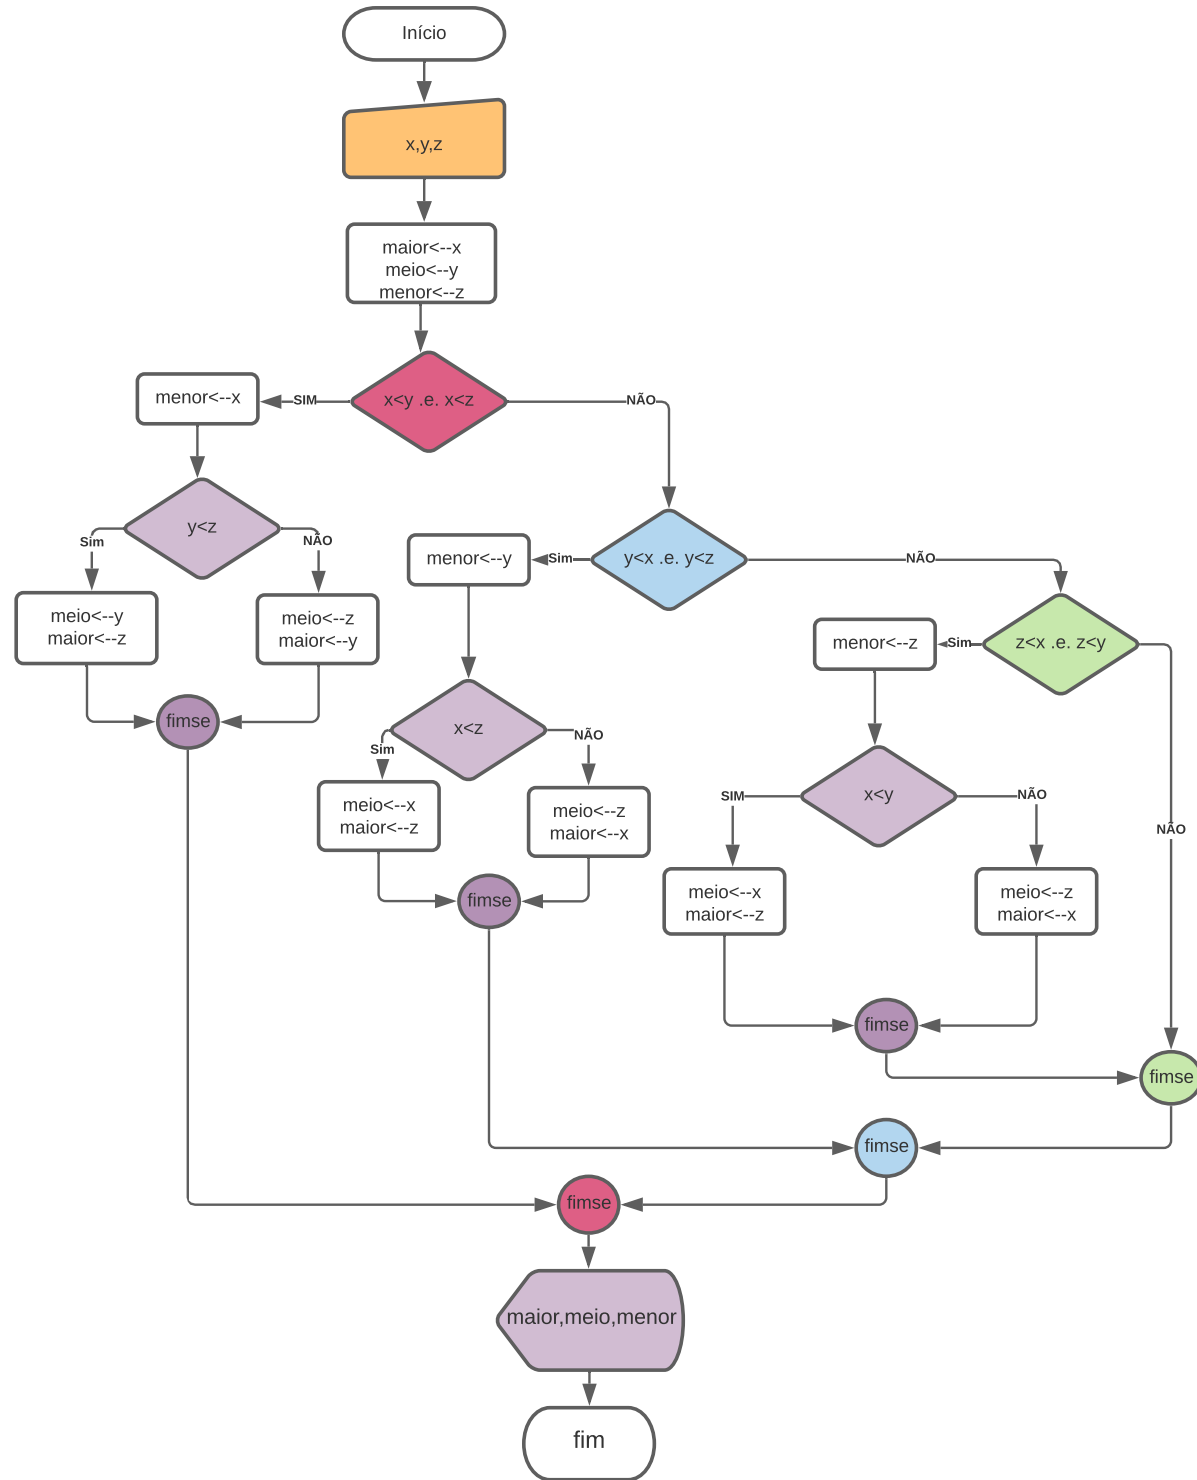 Início
x,y,z
maior<--x
meio<--y
menor<--z
x<y .e. x<z
SIM
NÃO
menor<--x
y<z
Sim
NÃO
meio<--y
maior<--z
meio<--z
maior<--y
fimse
y<x .e. y<z
Sim
NÃO
menor<--y
x<z
Sim
NÃO
meio<--x
maior<--z
meio<--z
maior<--x
fimse
z<x .e. z<y
Sim
NÃO
menor<--z
x<y
SIM
NÃO
meio<--x
maior<--z
meio<--z
maior<--x
fimse
fimse
fimse
fimse
maior,meio,menor
fim